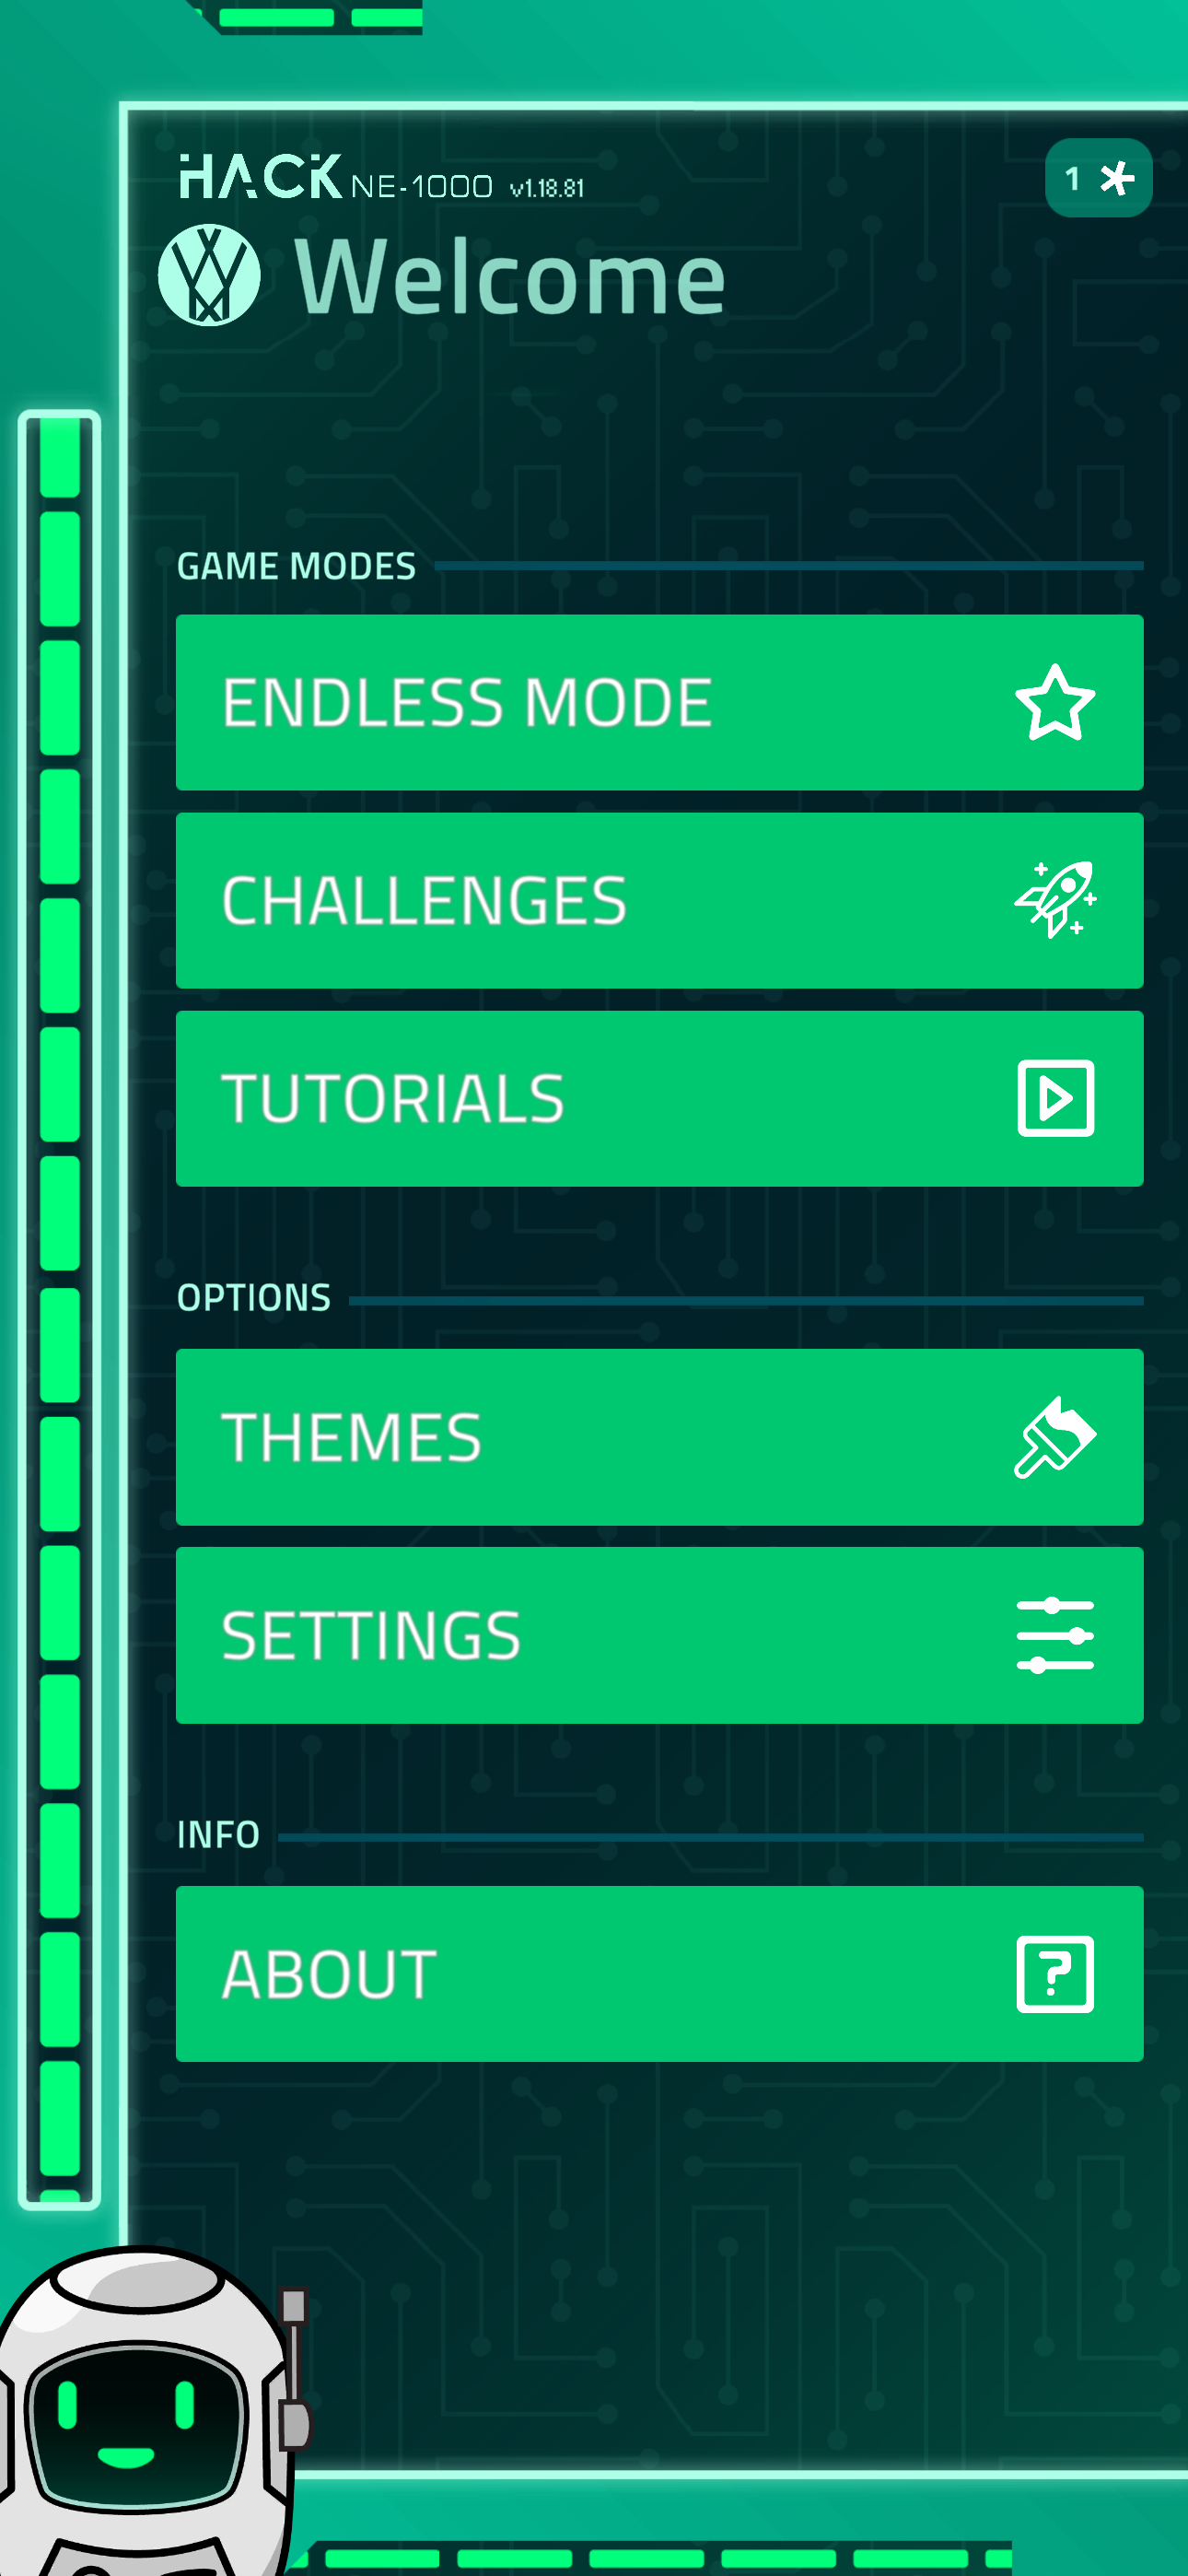 HACK NE-1000 v1.18.81
1
Welcome
GAME MODES
ENDLESS MODE
CHALLENGES
TUTORIALS
OPTIONS
THEMES
SETTINGS
INFO
ABOUT